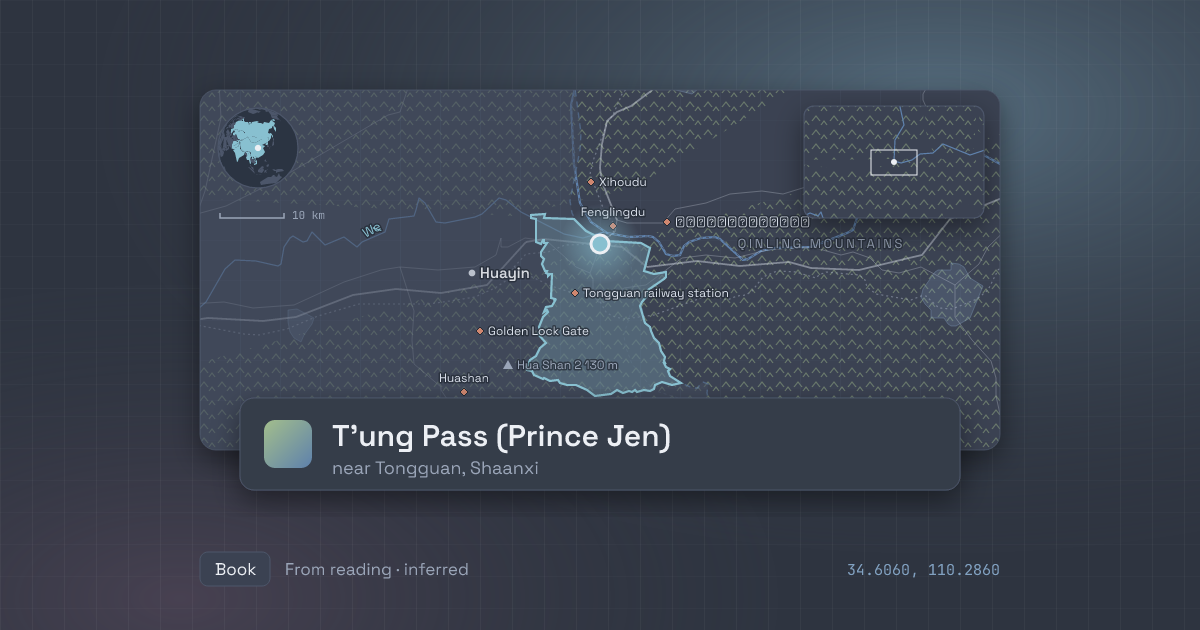 Xihoudu
Fenglingdu
10 km
We
QINLING MOUNTAINS
Huayin
Tongguan railway station
Golden Lock Gate
Hua Shan 2 130 m
Huashan
T’ung Pass (Prince Jen)
near Tongguan, Shaanxi
Book
From reading · inferred
34.6060, 110.2860